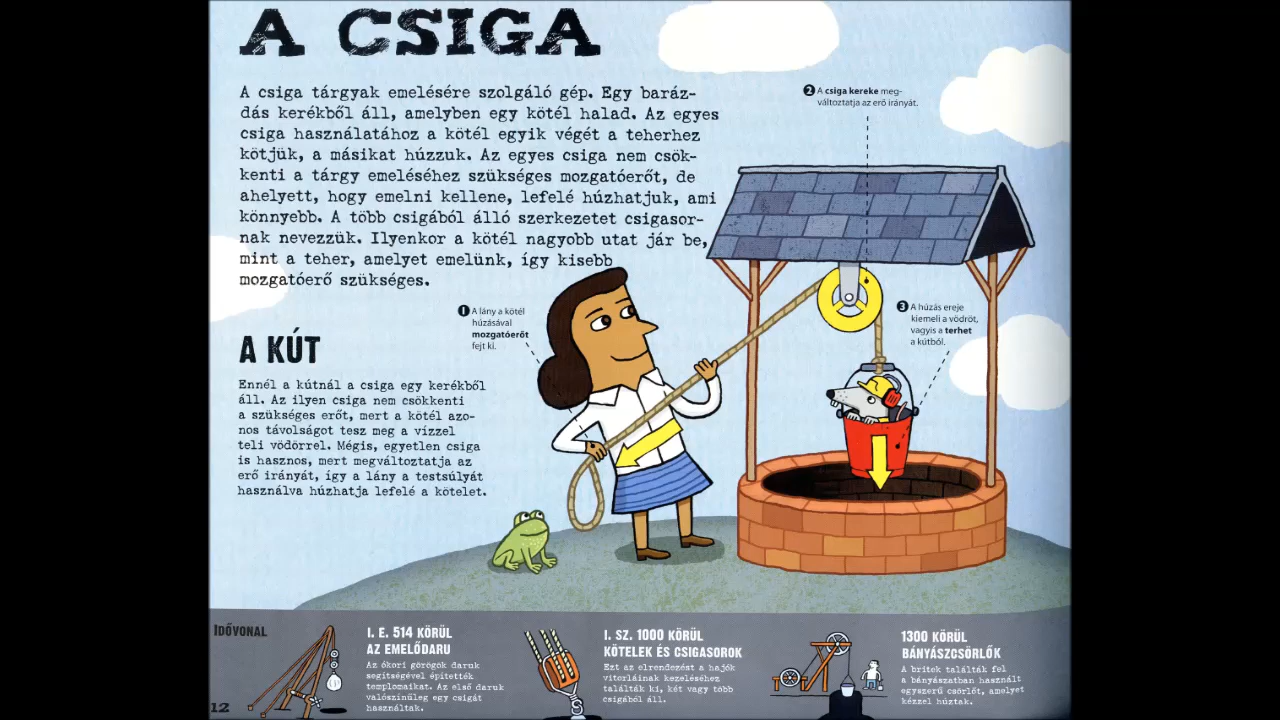 A CSIGA
A csiga tárgyak emelésére szolgáló gép. Egy baráz-
dás kerékből áll, amelyben egy kötél halad. Az egyes
csiga használatához a kötél egyik végét a teherhez
kötjük, a másikat húzzuk. Az egyes csiga nem csök-
kenti a tárgy emeléséhez szükséges mozgatóerőt, de
ahelyett, hogy emelni kellene, lefelé húzhatjuk, ami
könnyebb. A több csigából álló szerkezetet csigasor-
nak nevezzük. Ilyenkor a kötél nagyobb utat jár be,
mint a teher, amelyet emelünk, így kisebb
mozgatóerő szükséges.
2 A csiga kereke meg-
változtatja az erő irányát.
1 A lány a kötél
húzásával
mozgatóerőt
fejt ki.
3 A húzás ereje
kiemeli a vödröt,
vagyis a terhet
a kútból.
A KÚT
Ennél a kútnál a csiga egy kerékből
áll. Az ilyen csiga nem csökkenti
a szükséges erőt, mert a kötél azo-
nos távolságot tesz meg a vízzel
teli vödörrel. Mégis, egyetlen csiga
is hasznos, mert megváltoztatja az
erő irányát, így a lány a testsúlyát
használva húzhatja lefelé a kötelet.
IDŐVONAL
I. E. 514 KÖRÜL
AZ EMELŐDARU
Az ókori görögök daruk
segítségével építették
templomaikat. Az első daruk
valószínűleg egy csigát
használtak.
I. SZ. 1000 KÖRÜL
KÖTELEK ÉS CSIGASOROK
Ezt az elrendezést a hajók
vitorláinak kezeléséhez
találták ki, két vagy több
csigából áll.
1300 KÖRÜL
BÁNYÁSZCSÖRLŐK
A britek találták fel
a bányászatban használt
egyszerű csörlőt, amelyet
kézzel húztak.
12